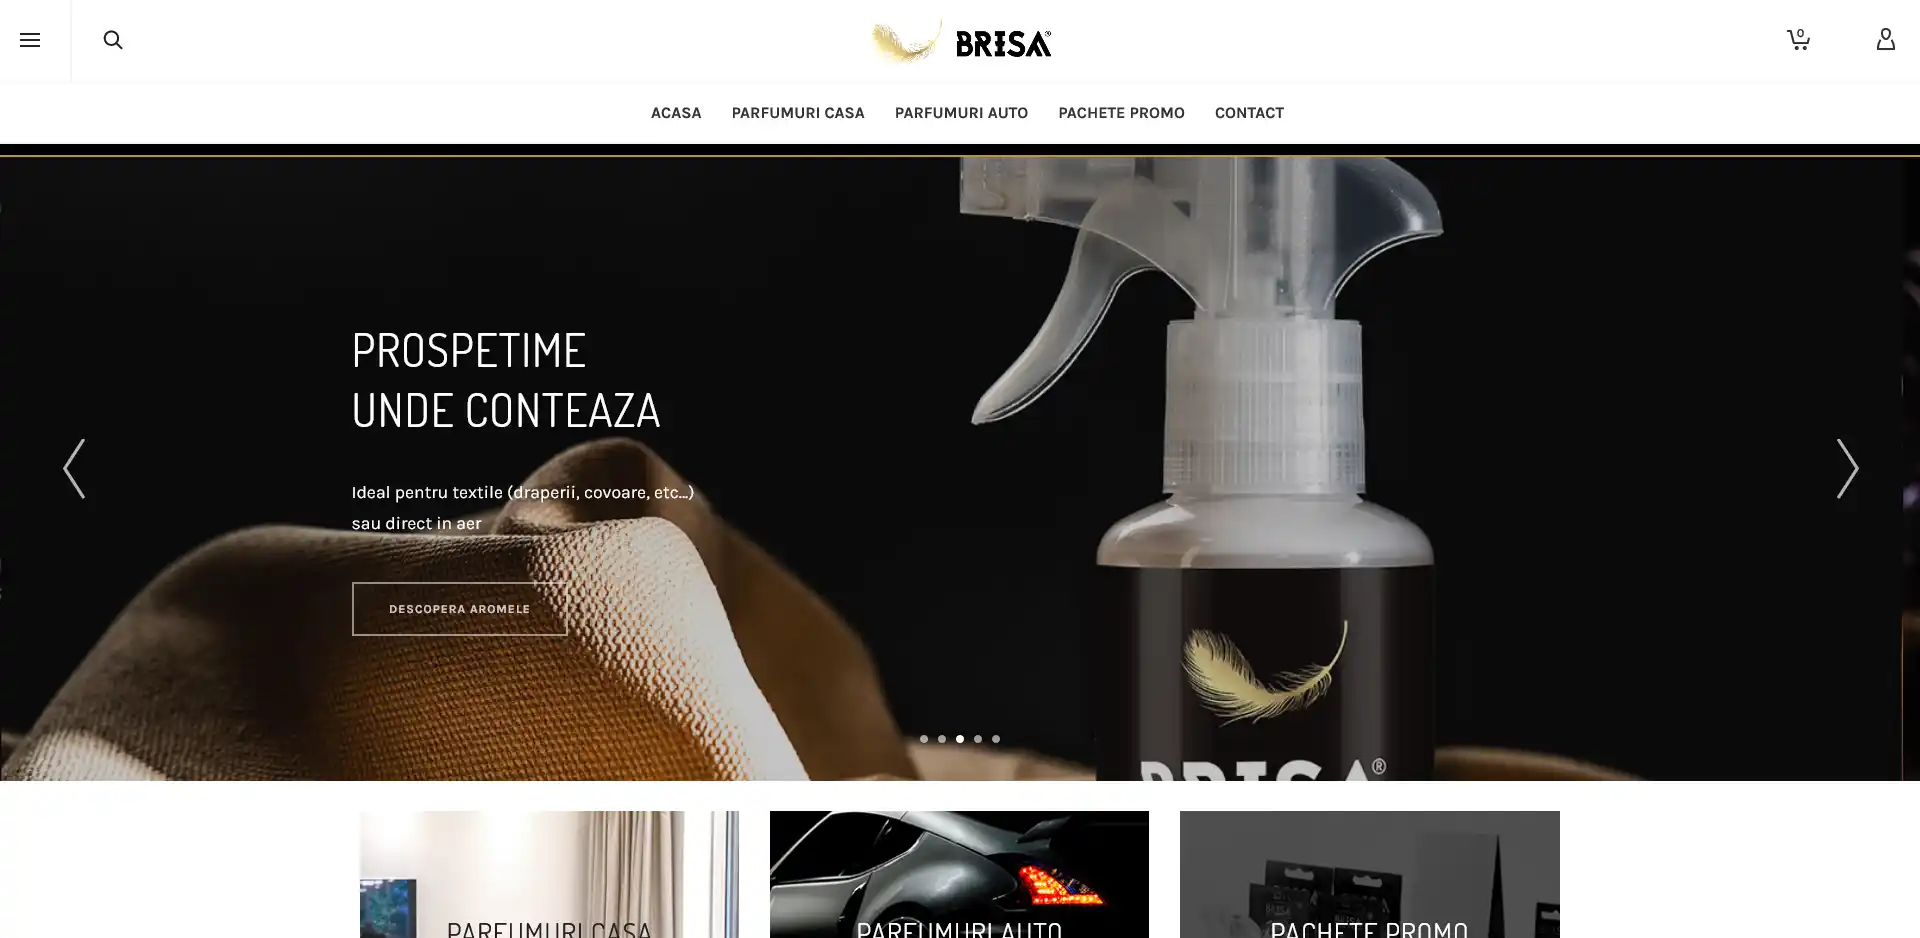 BRISA®
0
ACASA PARFUMURI CASA PARFUMURI AUTO PACHETE PROMO CONTACT
PROSPETIME
UNDE CONTEAZA
Ideal pentru textile (draperii, covoare, etc...)
sau direct in aer
DESCOPERA AROMELE
BRISA®
PARFUMURI CASA
PARFUMURI AUTO
PACHETE PROMO
BRISA